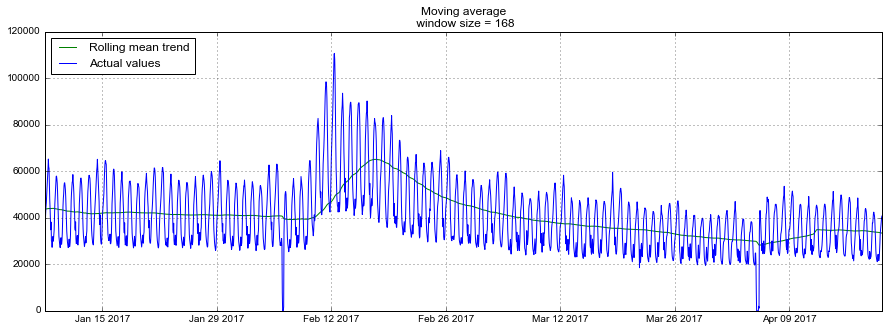 Moving average
window size = 168
120000
100000
80000
60000
40000
20000
0
Rolling mean trend
Actual values
Jan 15 2017
Jan 29 2017
Feb 12 2017
Feb 26 2017
Mar 12 2017
Mar 26 2017
Apr 09 2017